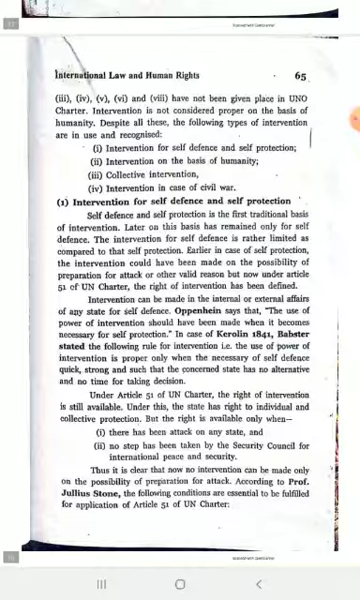 International Law and Human Rights 65
(iii), (iv), (v), (vi) and (viii) have not been given place in UNO
Charter. Intervention is not considered proper on the basis of
humanity. Despite all these, the following types of intervention
are in use and recognised:
(i) Intervention for self defence and self protection;
(ii) Intervention on the basis of humanity;
(iii) Collective intervention,
(iv) Intervention in case of civil war.
(1) Intervention for self defence and self protection
Self defence and self protection is the first traditional basis
of intervention. Later on this basis has remained only for self
defence. The intervention for self defence is rather limited as
compared to that self protection. Earlier in case of self protection,
the intervention could have been made on the possibility of
preparation for attack or other valid reason but now under article
51 of UN Charter, the right of intervention has been defined.
Intervention can be made in the internal or external affairs
of any state for self defence. Oppenhein says that, "The use of
power of intervention should have been made when it becomes
necessary for self protection." In case of Kerolin 1841, Babster
stated the following rule for intervention i.e. the use of power of
intervention is proper only when the necessary of self defence
quick, strong and such that the concerned state has no alternative
and no time for taking decision.
Under Article 51 of UN Charter, the right of intervention
is still available. Under this, the state has right to individual and
collective protection. But the right is available only when—
(i) there has been attack on any state, and
(ii) no step has been taken by the Security Council for
international peace and security.
Thus it is clear that now no intervention can be made only
on the possibility of preparation for attack. According to Prof.
Jullius Stone, the following conditions are essential to be fulfilled
for application of Article 51 of UN Charter: